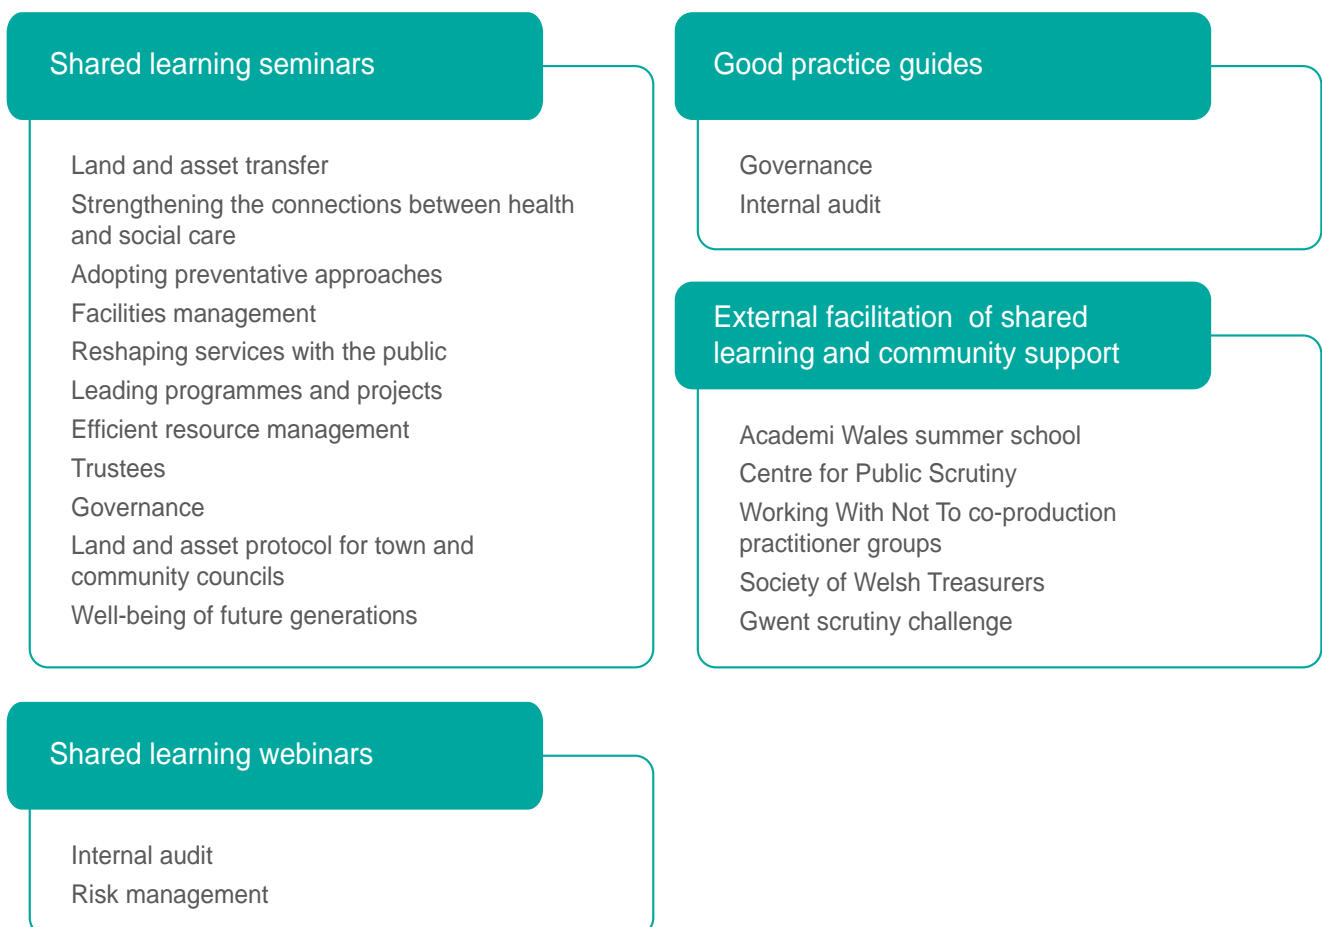 Shared learning seminars
Land and asset transfer
Strengthening the connections between health
and social care
Adopting preventative approaches
Facilities management
Reshaping services with the public
Leading programmes and projects
Efficient resource management
Trustees
Governance
Land and asset protocol for town and
community councils
Well-being of future generations
Good practice guides
Governance
Internal audit
External facilitation  of shared
learning and community support
Academi Wales summer school
Centre for Public Scrutiny
Working With Not To co-production
practitioner groups
Society of Welsh Treasurers
Gwent scrutiny challenge
Shared learning webinars
Internal audit
Risk management